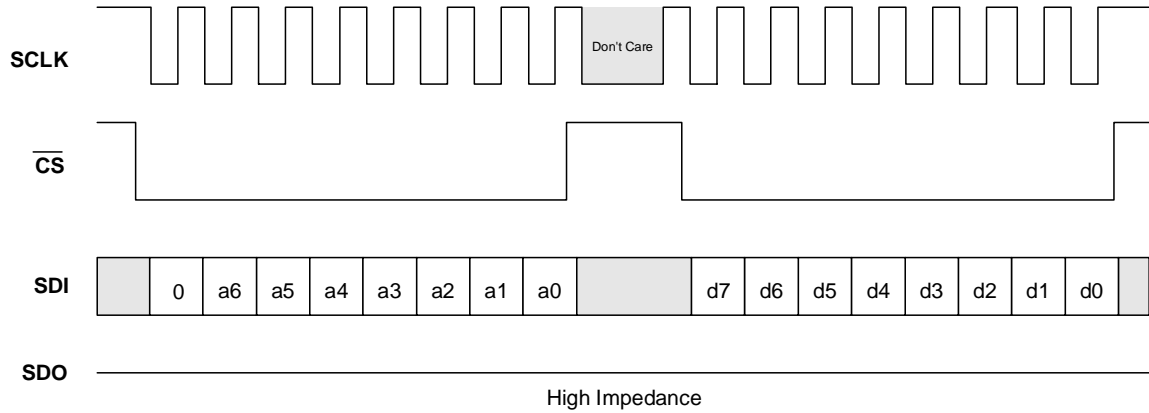 SCLK
Don't Care
CS
SDI
0 a6 a5 a4 a3 a2 a1 a0 d7 d6 d5 d4 d3 d2 d1 d0
SDO
High Impedance